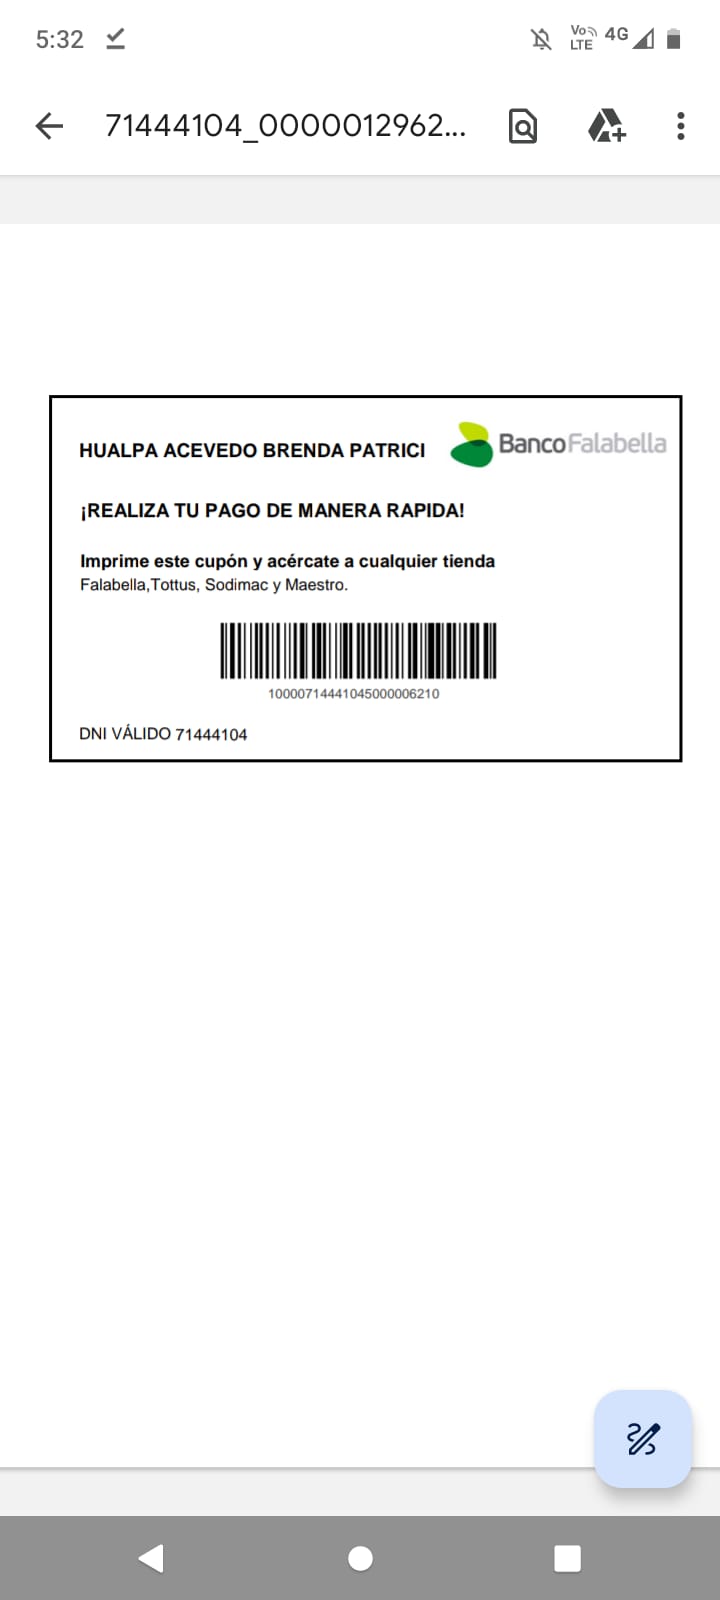 5:32
Vo LTE 4G
71444104_0000012962...
HUALPA ACEVEDO BRENDA PATRICI
BancoFalabella
¡REALIZA TU PAGO DE MANERA RAPIDA!
Imprime este cupón y acércate a cualquier tienda
Falabella,Tottus, Sodimac y Maestro.
10000714441045000006210
DNI VÁLIDO 71444104